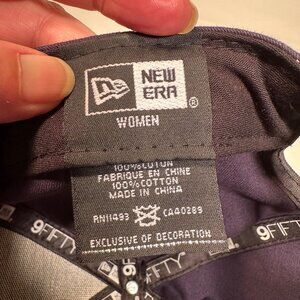 NEW
ERA
®
WOMEN
100% COTON
FABRIQUE EN CHINE
100% COTTON
MADE IN CHINA
RN11493 CA40289
EXCLUSIVE OF DECORATION
9FIFTY
9FIFTY
9FIFTY